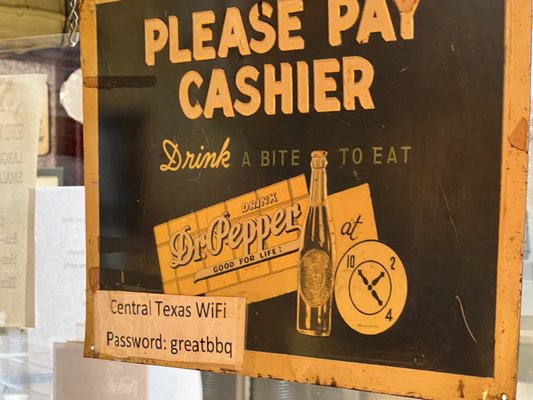 PLEASE PAY
CASHIER
Drink A BITE TO EAT
DRINK
Dr. Pepper
GOOD FOR LIFE!
at
10 2
4
Central Texas WiFi
Password: greatbbq